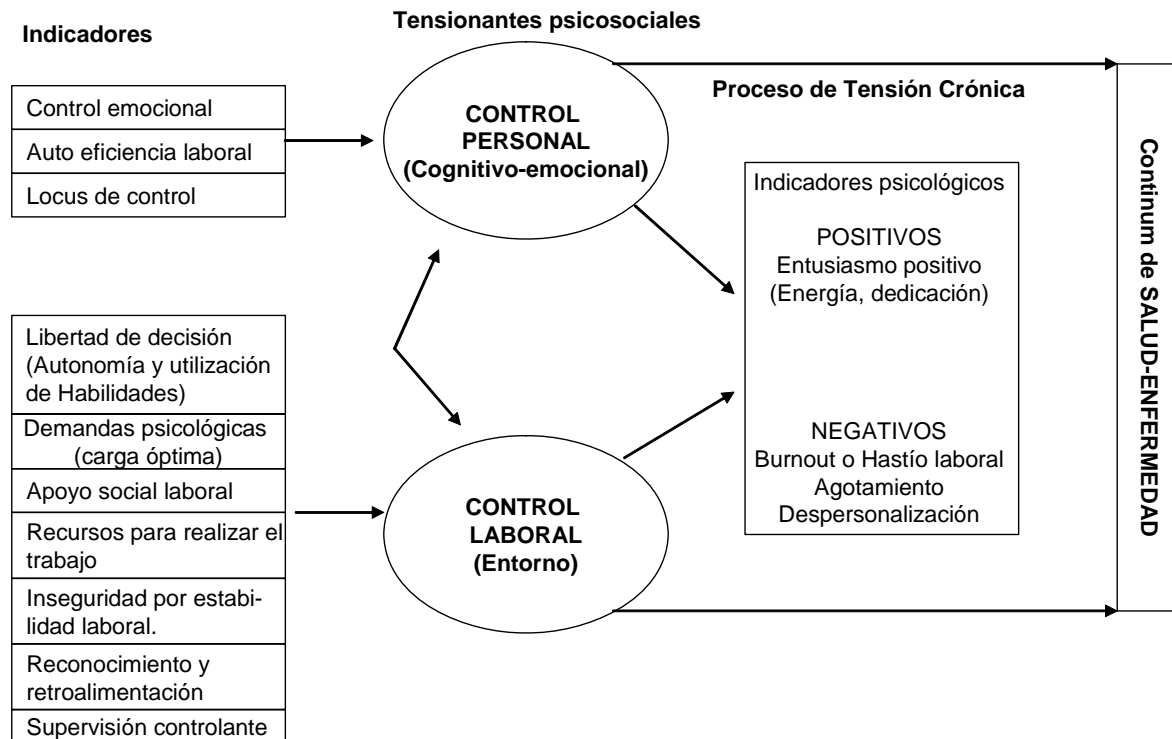 Tensionantes psicosociales
Indicadores
Control emocional
Auto eficiencia laboral
Locus de control
Libertad de decisión
(Autonomía y utilización
de Habilidades)
Demandas psicológicas
(carga óptima)
Apoyo social laboral
Recursos para realizar el
trabajo
Inseguridad por estabi-
lidad laboral.
Reconocimiento y
retroalimentación
Supervisión controlante
CONTROL
PERSONAL
(Cognitivo-emocional)
CONTROL
LABORAL
(Entorno)
Proceso de Tensión Crónica
Indicadores psicológicos
POSITIVOS
Entusiasmo positivo
(Energía, dedicación)
NEGATIVOS
Burnout o Hastío laboral
Agotamiento
Despersonalización
Continum de SALUD-ENFERMEDAD